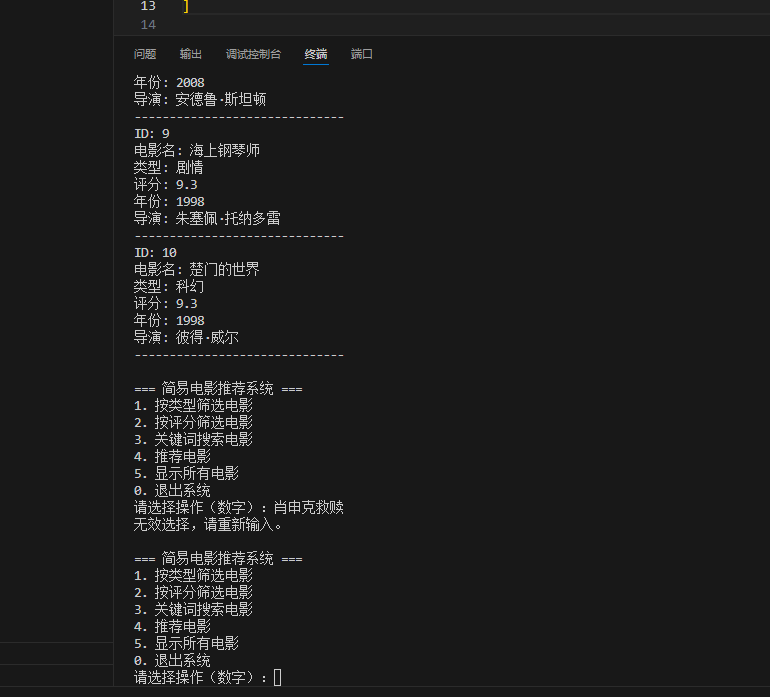 13 ]
14
问题 输出 调试控制台 终端 端口
年份: 2008
导演: 安德鲁·斯坦顿
------------------------------
ID: 9
电影名: 海上钢琴师
类型: 剧情
评分: 9.3
年份: 1998
导演: 朱塞佩·托纳多雷
------------------------------
ID: 10
电影名: 楚门的世界
类型: 科幻
评分: 9.3
年份: 1998
导演: 彼得·威尔
------------------------------
=== 简易电影推荐系统 ===
1. 按类型筛选电影
2. 按评分筛选电影
3. 关键词搜索电影
4. 推荐电影
5. 显示所有电影
0. 退出系统
请选择操作（数字）: 肖申克救赎
无效选择，请重新输入。
=== 简易电影推荐系统 ===
1. 按类型筛选电影
2. 按评分筛选电影
3. 关键词搜索电影
4. 推荐电影
5. 显示所有电影
0. 退出系统
请选择操作（数字）: